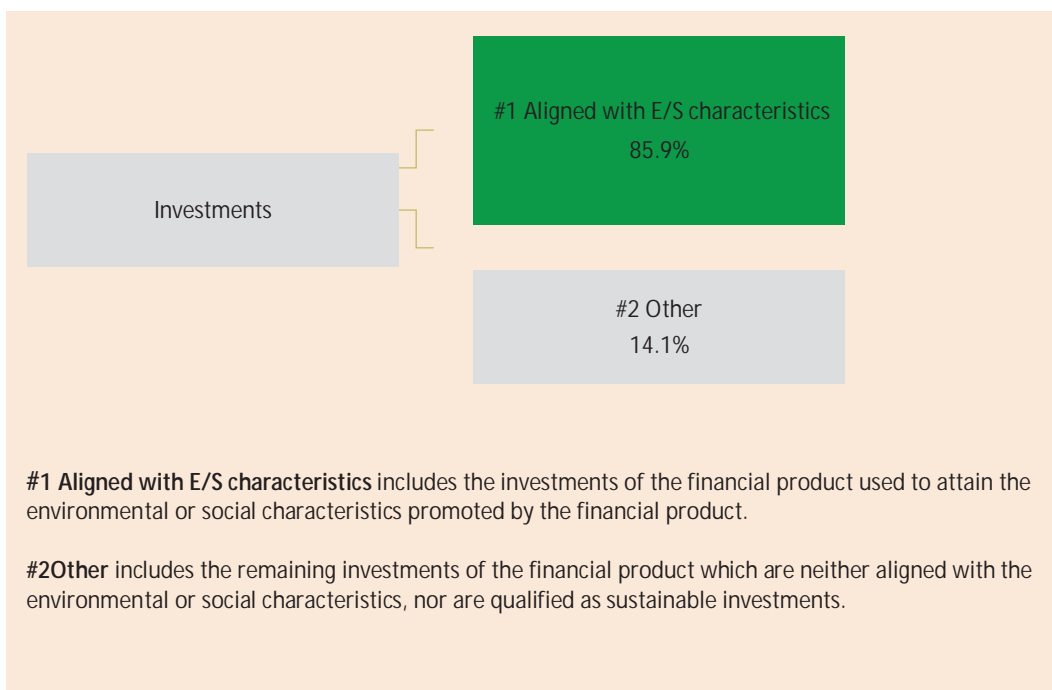 #1 Aligned with E/S characteristics
85.9%
Investments
#2 Other
14.1%
#1 Aligned with E/S characteristics includes the investments of the financial product used to attain the
environmental or social characteristics promoted by the financial product.
#2Other includes the remaining investments of the financial product which are neither aligned with the
environmental or social characteristics, nor are qualified as sustainable investments.